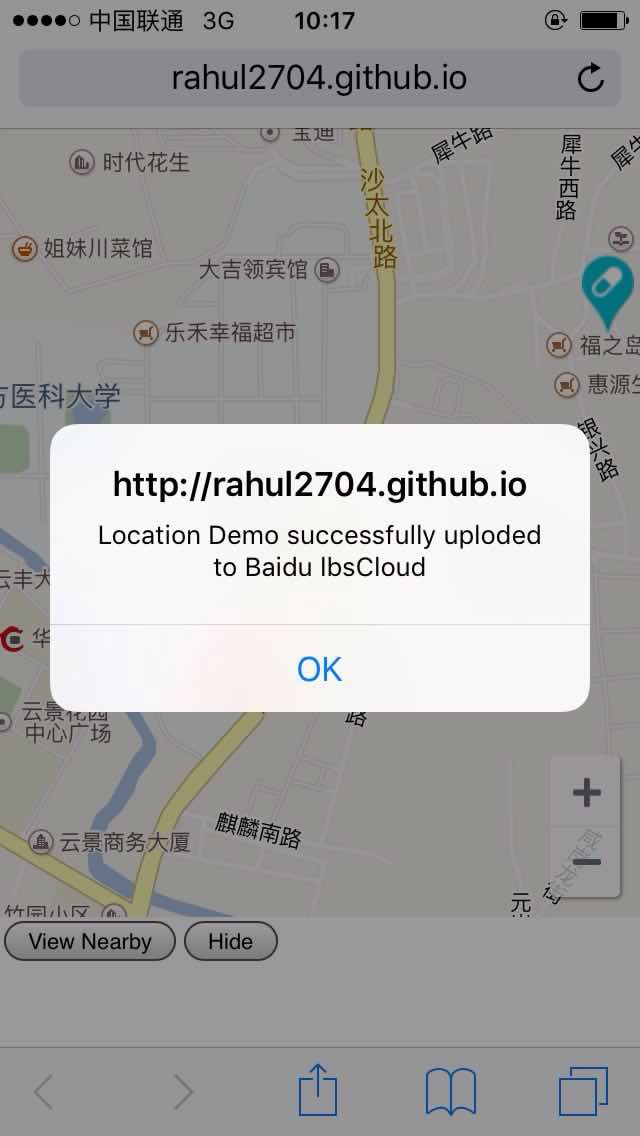 中国联通 3G 10:17
rahul2704.github.io
宝迪
犀牛路
犀牛西路
时代花生
沙太北路
姐妹川菜馆
大吉领宾馆
乐禾幸福超市
福之岛
惠源生
方医科大学
银兴路
http://rahul2704.github.io
Location Demo successfully uploded
to Baidu lbsCloud
OK
云丰大
华
云景花园
中心广场
路
麒麟南路
云景商务大厦
+
−
竹园小区
元
街
View Nearby
Hide